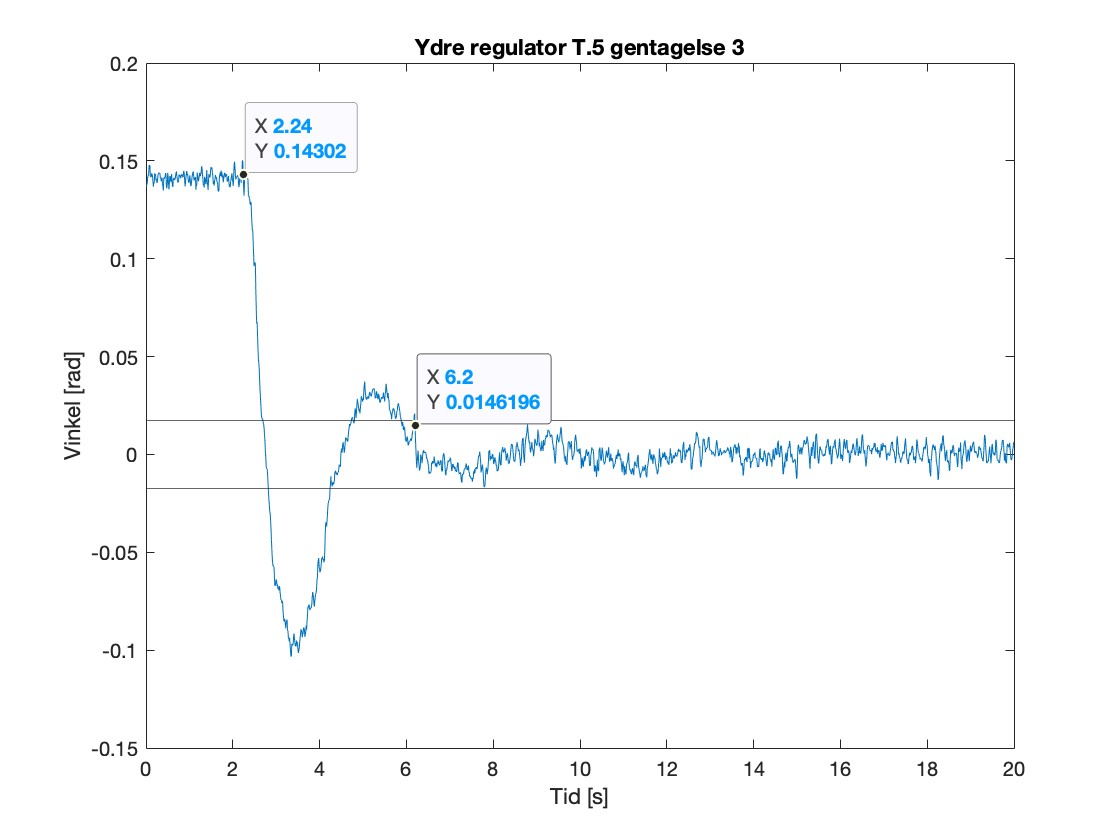 Ydre regulator T.5 gentagelse 3
0.2
X 2.24
Y 0.14302
0.15
0.1
0.05
X 6.2
Y 0.0146196
Vinkel [rad]
0
-0.05
-0.1
-0.15
0 2 4 6 8 10 12 14 16 18 20
Tid [s]